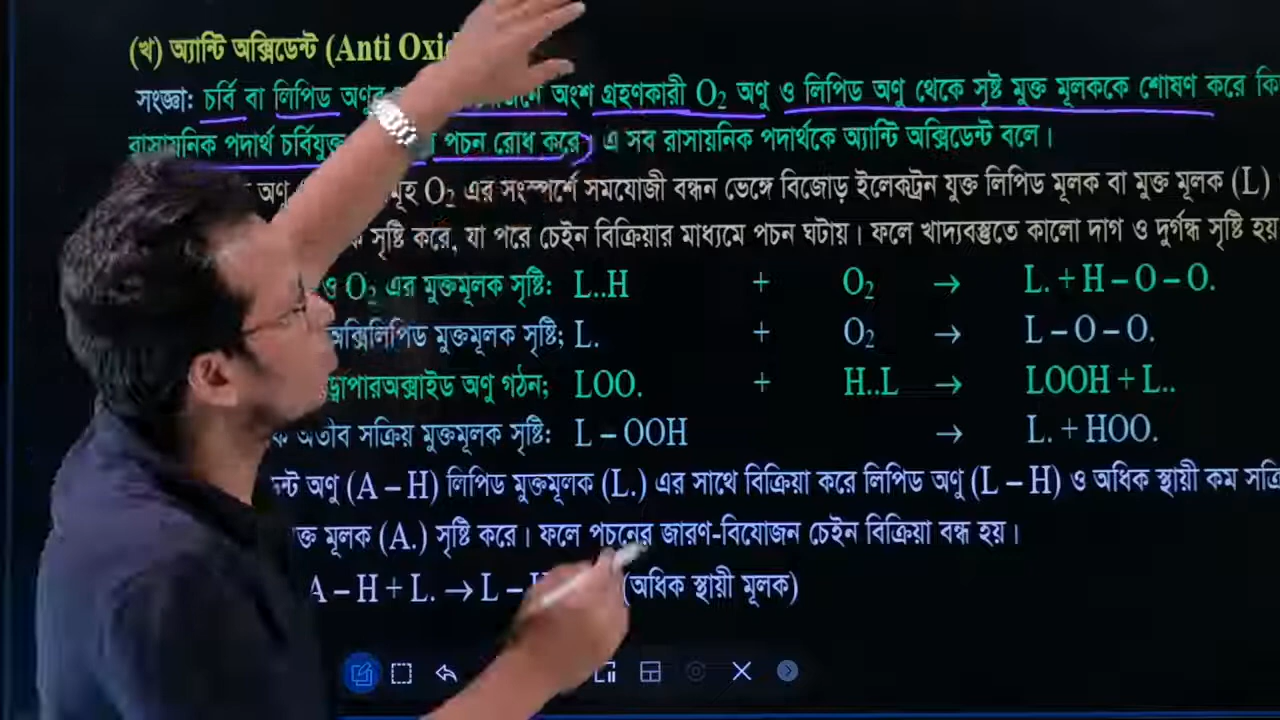 (খ) অ্যান্টি অক্সিডেন্ট (Anti Oxi
সংজ্ঞা: চর্বি বা লিপিড অণুর অংশ গ্রহণকারী O₂ অণু ও লিপিড অণু থেকে সৃষ্ট মুক্ত মূলককে শোষণ করে
রাসায়নিক পদার্থ চর্বিযুক্ত পচন রোধ করে, এ সব রাসায়নিক পদার্থকে অ্যান্টি অক্সিডেন্ট বলে।
অণু O₂ এর সংস্পর্শে সমযোজী বন্ধন ভেঙ্গে বিজোড় ইলেকট্রন যুক্ত লিপিড মূলক বা মুক্ত মূলক (L)
সৃষ্টি করে, যা পরে চেইন বিক্রিয়ার মাধ্যমে পচন ঘটায়। ফলে খাদ্যবস্তুতে কালো দাগ ও দুর্গন্ধ সৃষ্টি হয়
ও O₂ এর মুক্তমূলক সৃষ্টি: L..H + O₂ → L. + H – O – O.
অক্সিলিপিড মুক্তমূলক সৃষ্টি; L. + O₂ → L – O – O.
ড্রোপারঅক্সাইড অণু গঠন; LOO. + H..L → LOOH + L..
অতীব সক্রিয় মুক্তমূলক সৃষ্টি: L – OOH → L. + HOO.
অণু (A – H) লিপিড মুক্তমূলক (L.) এর সাথে বিক্রিয়া করে লিপিড অণু (L – H) ও অধিক স্থায়ী কম
মূলক (A.) সৃষ্টি করে। ফলে পচনের জারণ-বিযোজন চেইন বিক্রিয়া বন্ধ হয়।
A – H + L. → L – (অধিক স্থায়ী মূলক)